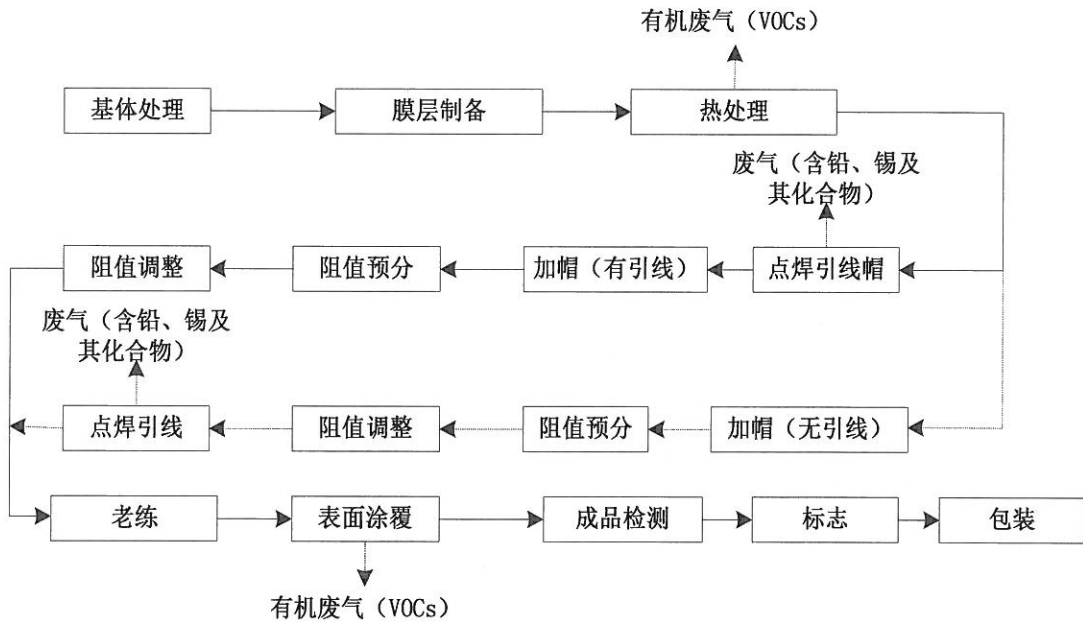 有机废气（VOCs）
基体处理
膜层制备
热处理
废气（含铅、锡及
其化合物）
阻值调整
阻值预分
加帽（有引线）
点焊引线帽
废气（含铅、锡及
其化合物）
点焊引线
阻值调整
阻值预分
加帽（无引线）
老练
表面涂覆
成品检测
标志
包装
有机废气（VOCs）